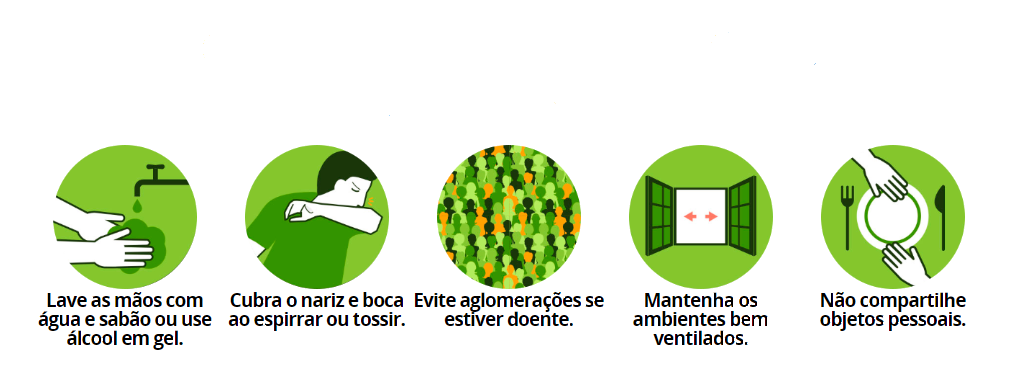 Lave as mãos com
água e sabão ou use
álcool em gel.
Cubra o nariz e boca
ao espirrar ou tossir.
Evite aglomerações se
estiver doente.
Mantenha os
ambientes bem
ventilados.
Não compartilhe
objetos pessoais.